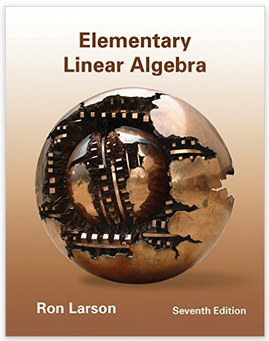 Elementary
Linear Algebra
Ron Larson
Seventh Edition